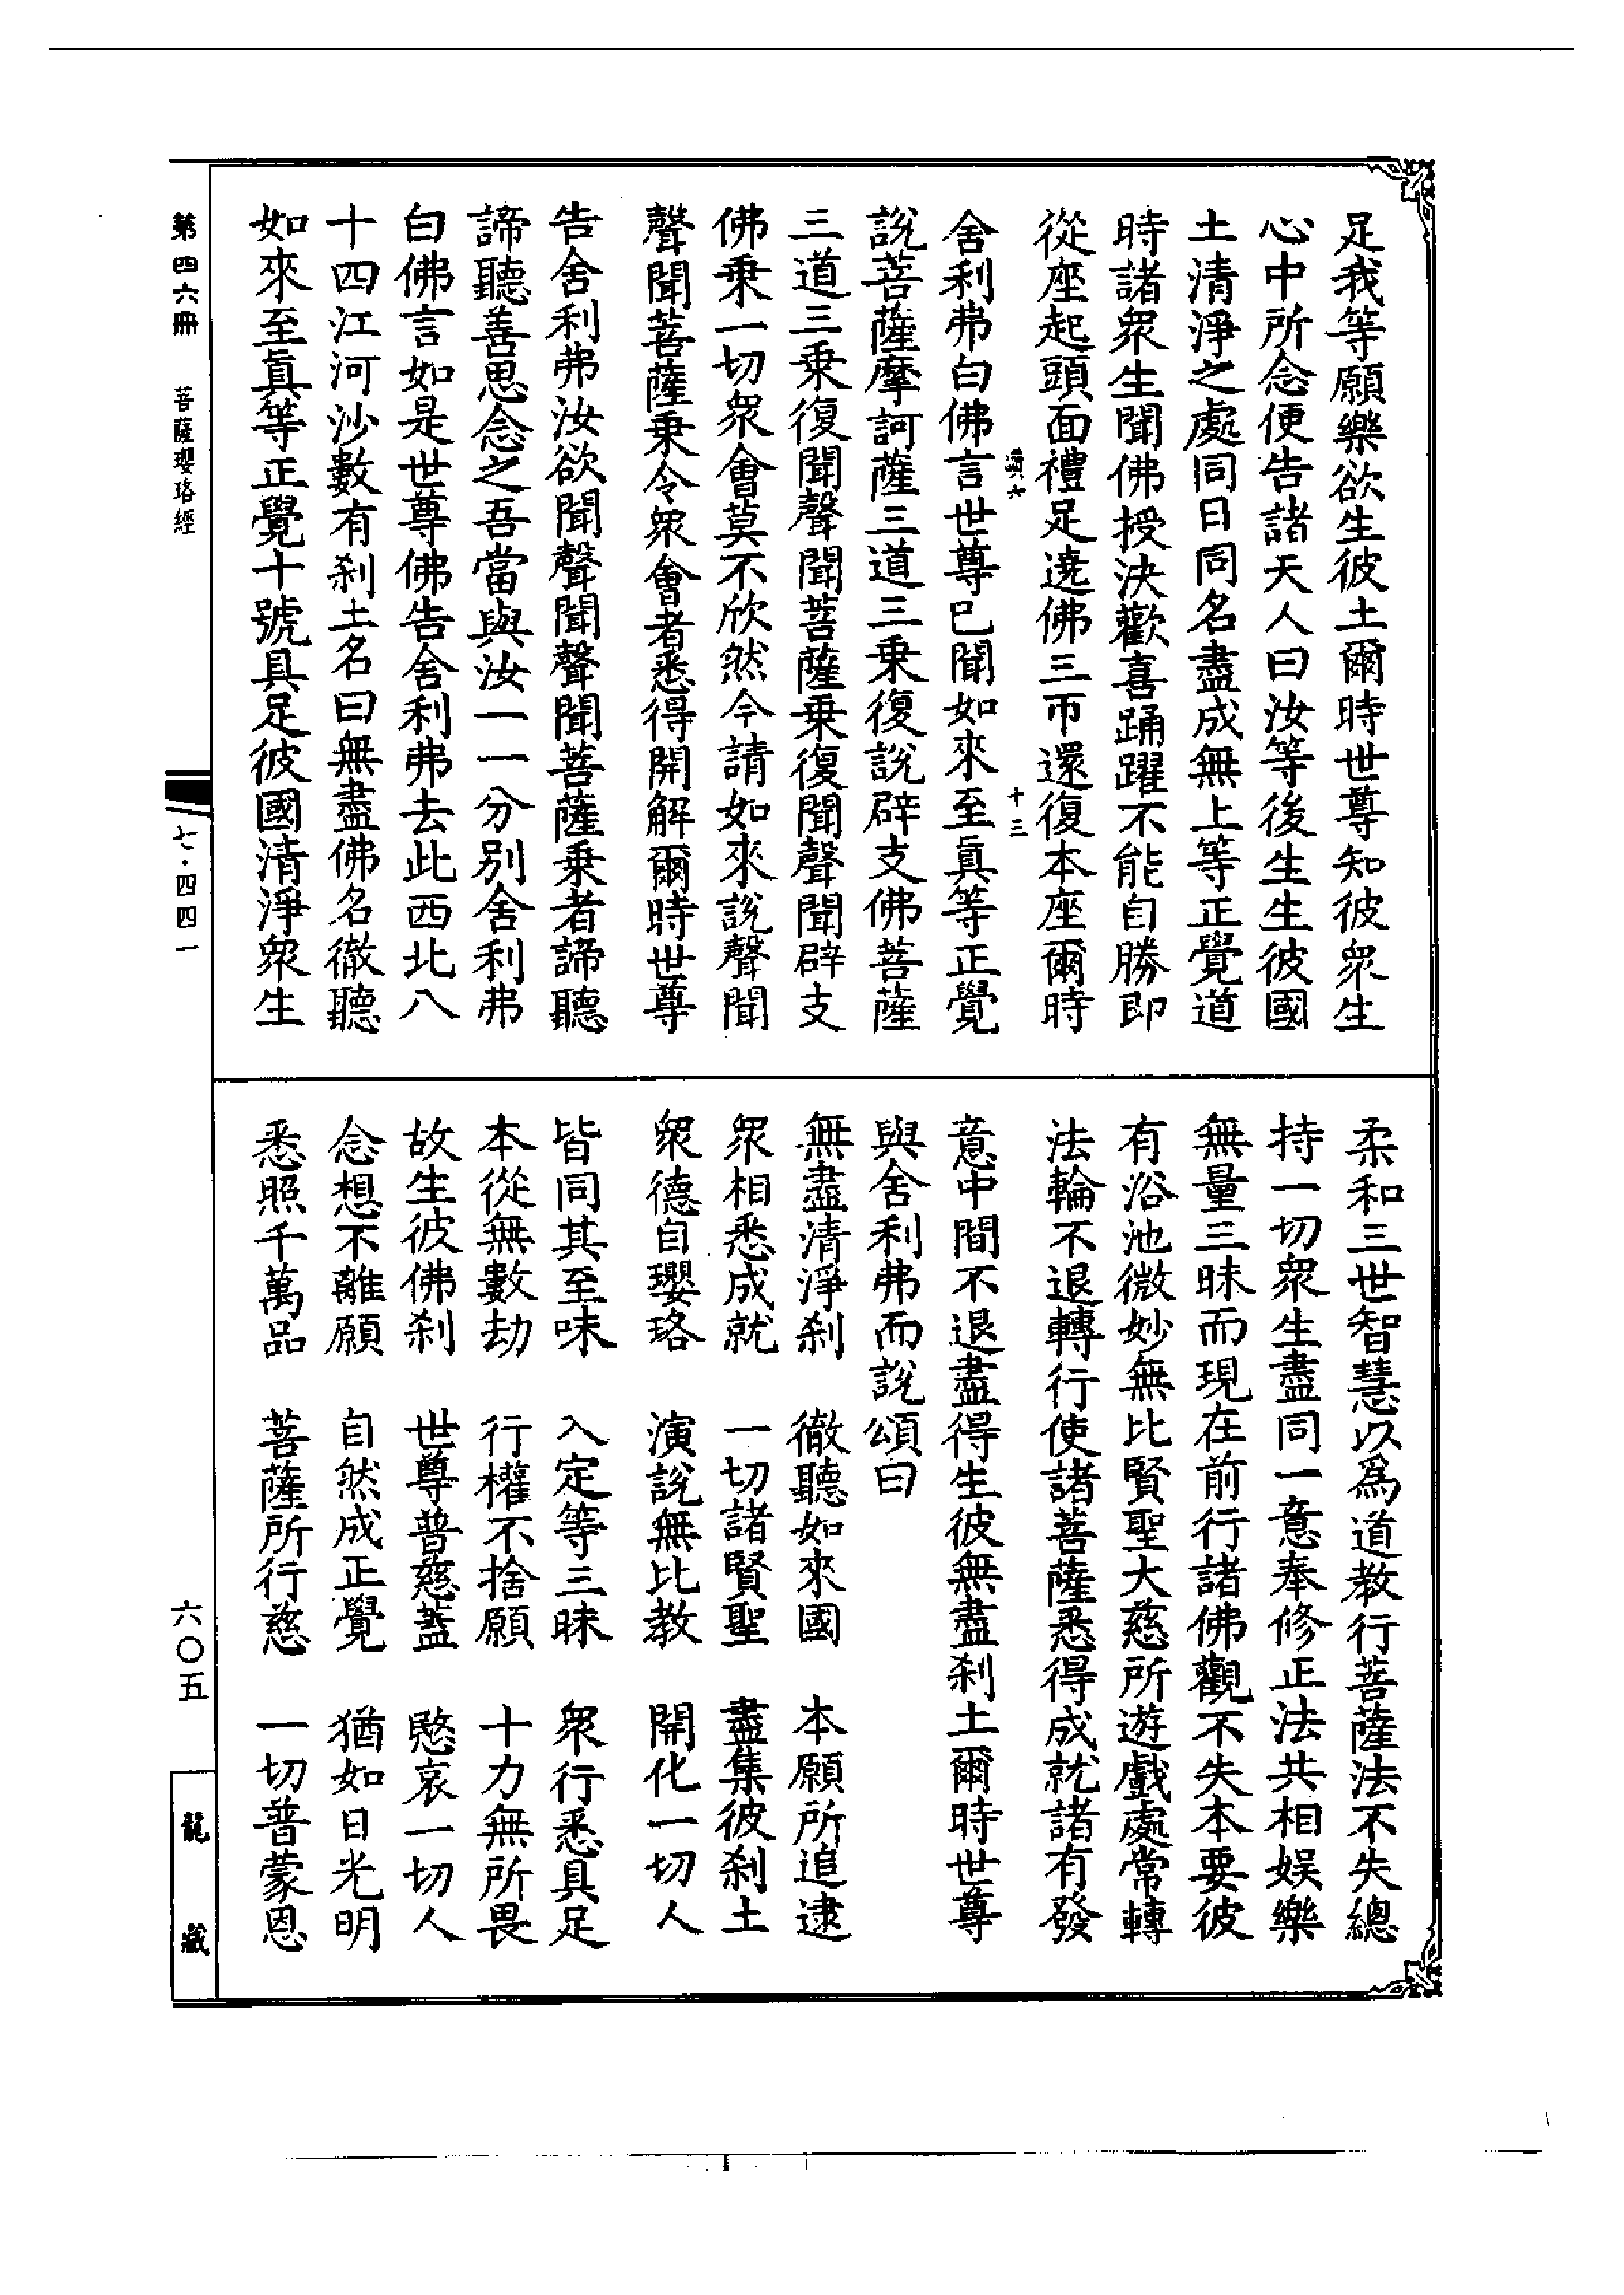 足我等願樂欲生彼土爾時世尊知彼衆生
心中所念便告諸天人曰汝等後生生彼國
土清淨之處同日同名盡成無上等正覺道
時諸衆生聞佛授決歡喜踊躍不能自勝即
從座起頭面禮足遶佛三帀還復本座爾時
六
十三
舍利弗白佛言世尊已聞如來至眞等正覺
說菩薩摩訶薩三道三乗復說辟支佛菩薩
三道三乗復聞聲聞菩薩乗復聞聲聞辟支
佛乗一切衆會莫不欣然今請如來說聲聞
聲聞菩薩乗令衆會者悉得開解爾時世尊
告舍利弗汝欲聞聲聞聲聞菩薩乗者諦聽
諦聽善思念之吾當與汝一一分別舍利弗
白佛言如是世尊佛告舍利弗去此西北八
十四江河沙數有刹土名曰無盡佛名徹聽
如來至眞等正覺十號具足彼國清淨衆生
柔和三世智慧以爲道教行菩薩法不失總
持一切衆生盡同一意奉修正法共相娛樂
無量三昧而現在前行諸佛觀不失本要彼
有浴池微妙無比賢聖大慈所遊戲處常轉
法輪不退轉行使諸菩薩悉得成就諸有發
意中間不退盡得生彼無盡刹土爾時世尊
與舍利弗而說頌曰
無盡清淨刹　徹聽如來國　本願所追逮
衆相悉成就　一切諸賢聖　盡集彼刹土
衆德自瓔珞　演說無比教　開化一切人
皆同其至味　入定等三昧　衆行悉具足
本從無數劫　行權不捨願　十力無所畏
故生彼佛刹　世尊普慈蓋　愍哀一切人
念想不離願　自然成正覺　猶如日光明
悉照千萬品　菩薩所行慈　一切普蒙恩
第四六冊　菩薩瓔珞經
七·四四一
六〇五
龍藏